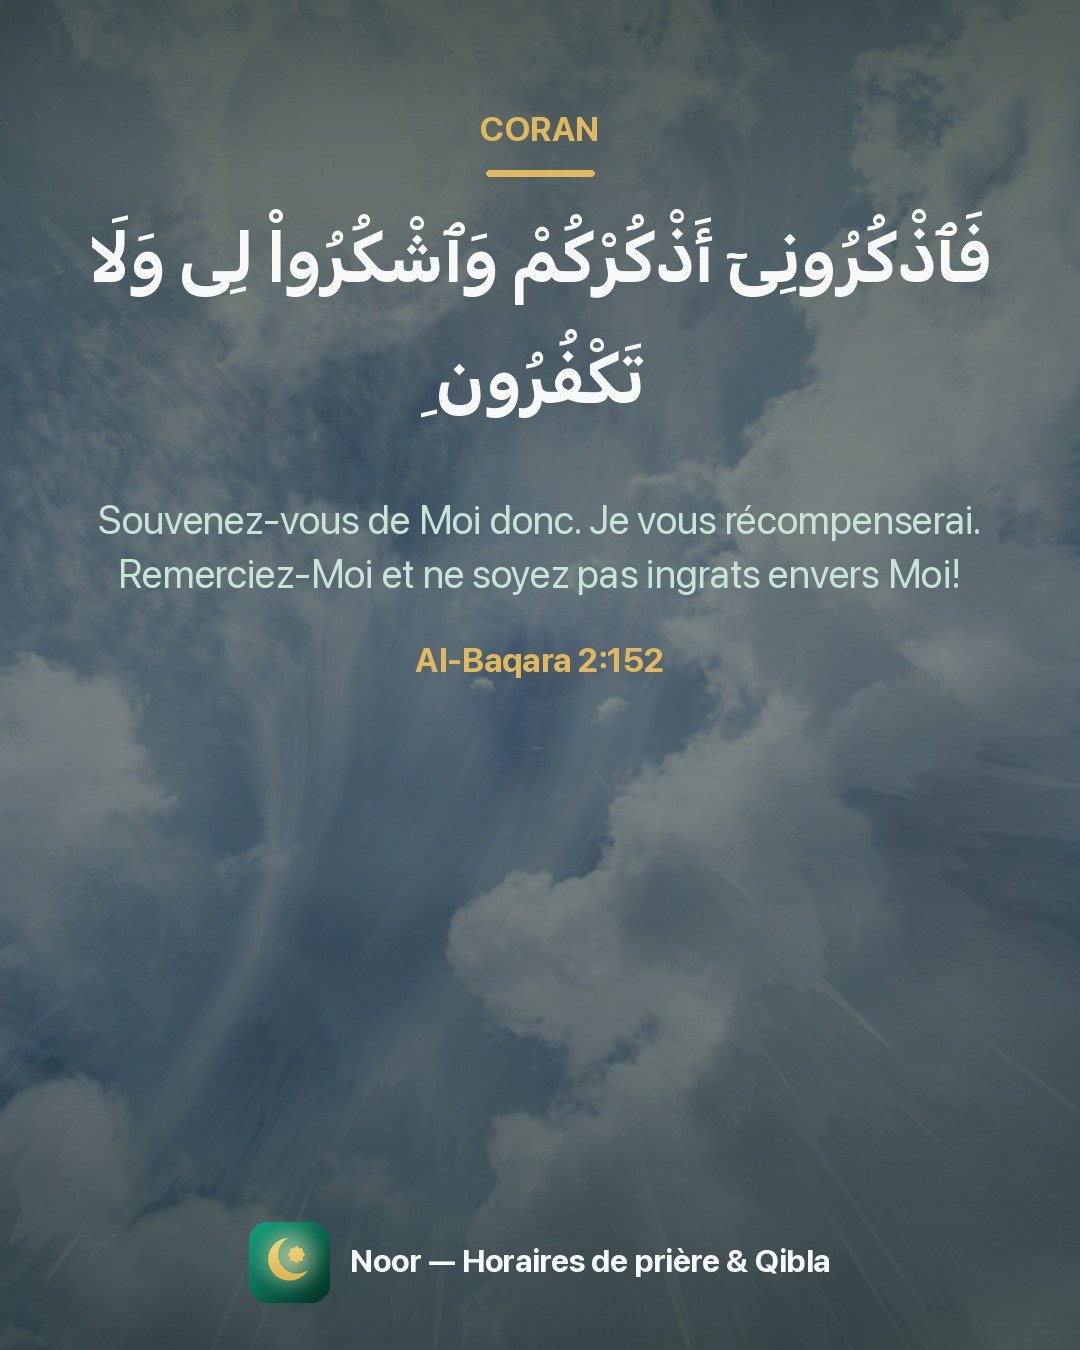 CORAN
فَٱذْكُرُونِىٓ أَذْكُرْكُمْ وَٱشْكُرُوا۟ لِى وَلَا
تَكْفُرُونِ
Souvenez-vous de Moi donc. Je vous récompenserai.
Remerciez-Moi et ne soyez pas ingrats envers Moi!
Al-Baqara 2:152
Noor — Horaires de prière & Qibla